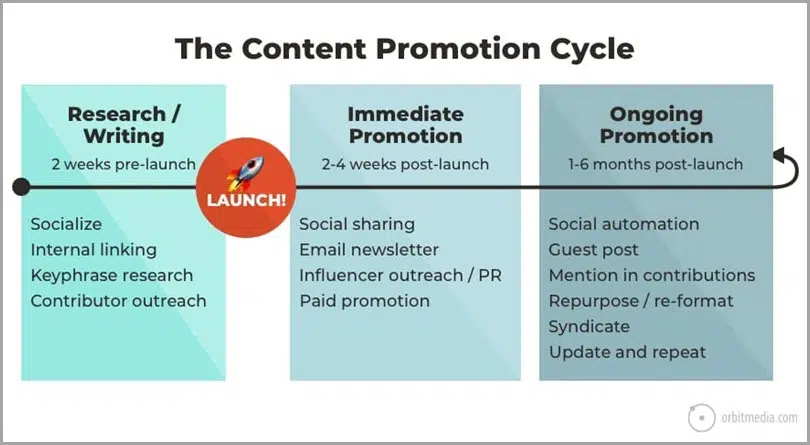 The Content Promotion Cycle
Research /
Writing
2 weeks pre-launch
Socialize
Internal linking
Keyphrase research
Contributor outreach
LAUNCH!
Immediate
Promotion
2-4 weeks post-launch
Social sharing
Email newsletter
Influencer outreach / PR
Paid promotion
Ongoing
Promotion
1-6 months post-launch
Social automation
Guest post
Mention in contributions
Repurpose / re-format
Syndicate
Update and repeat
orbitmedia.com